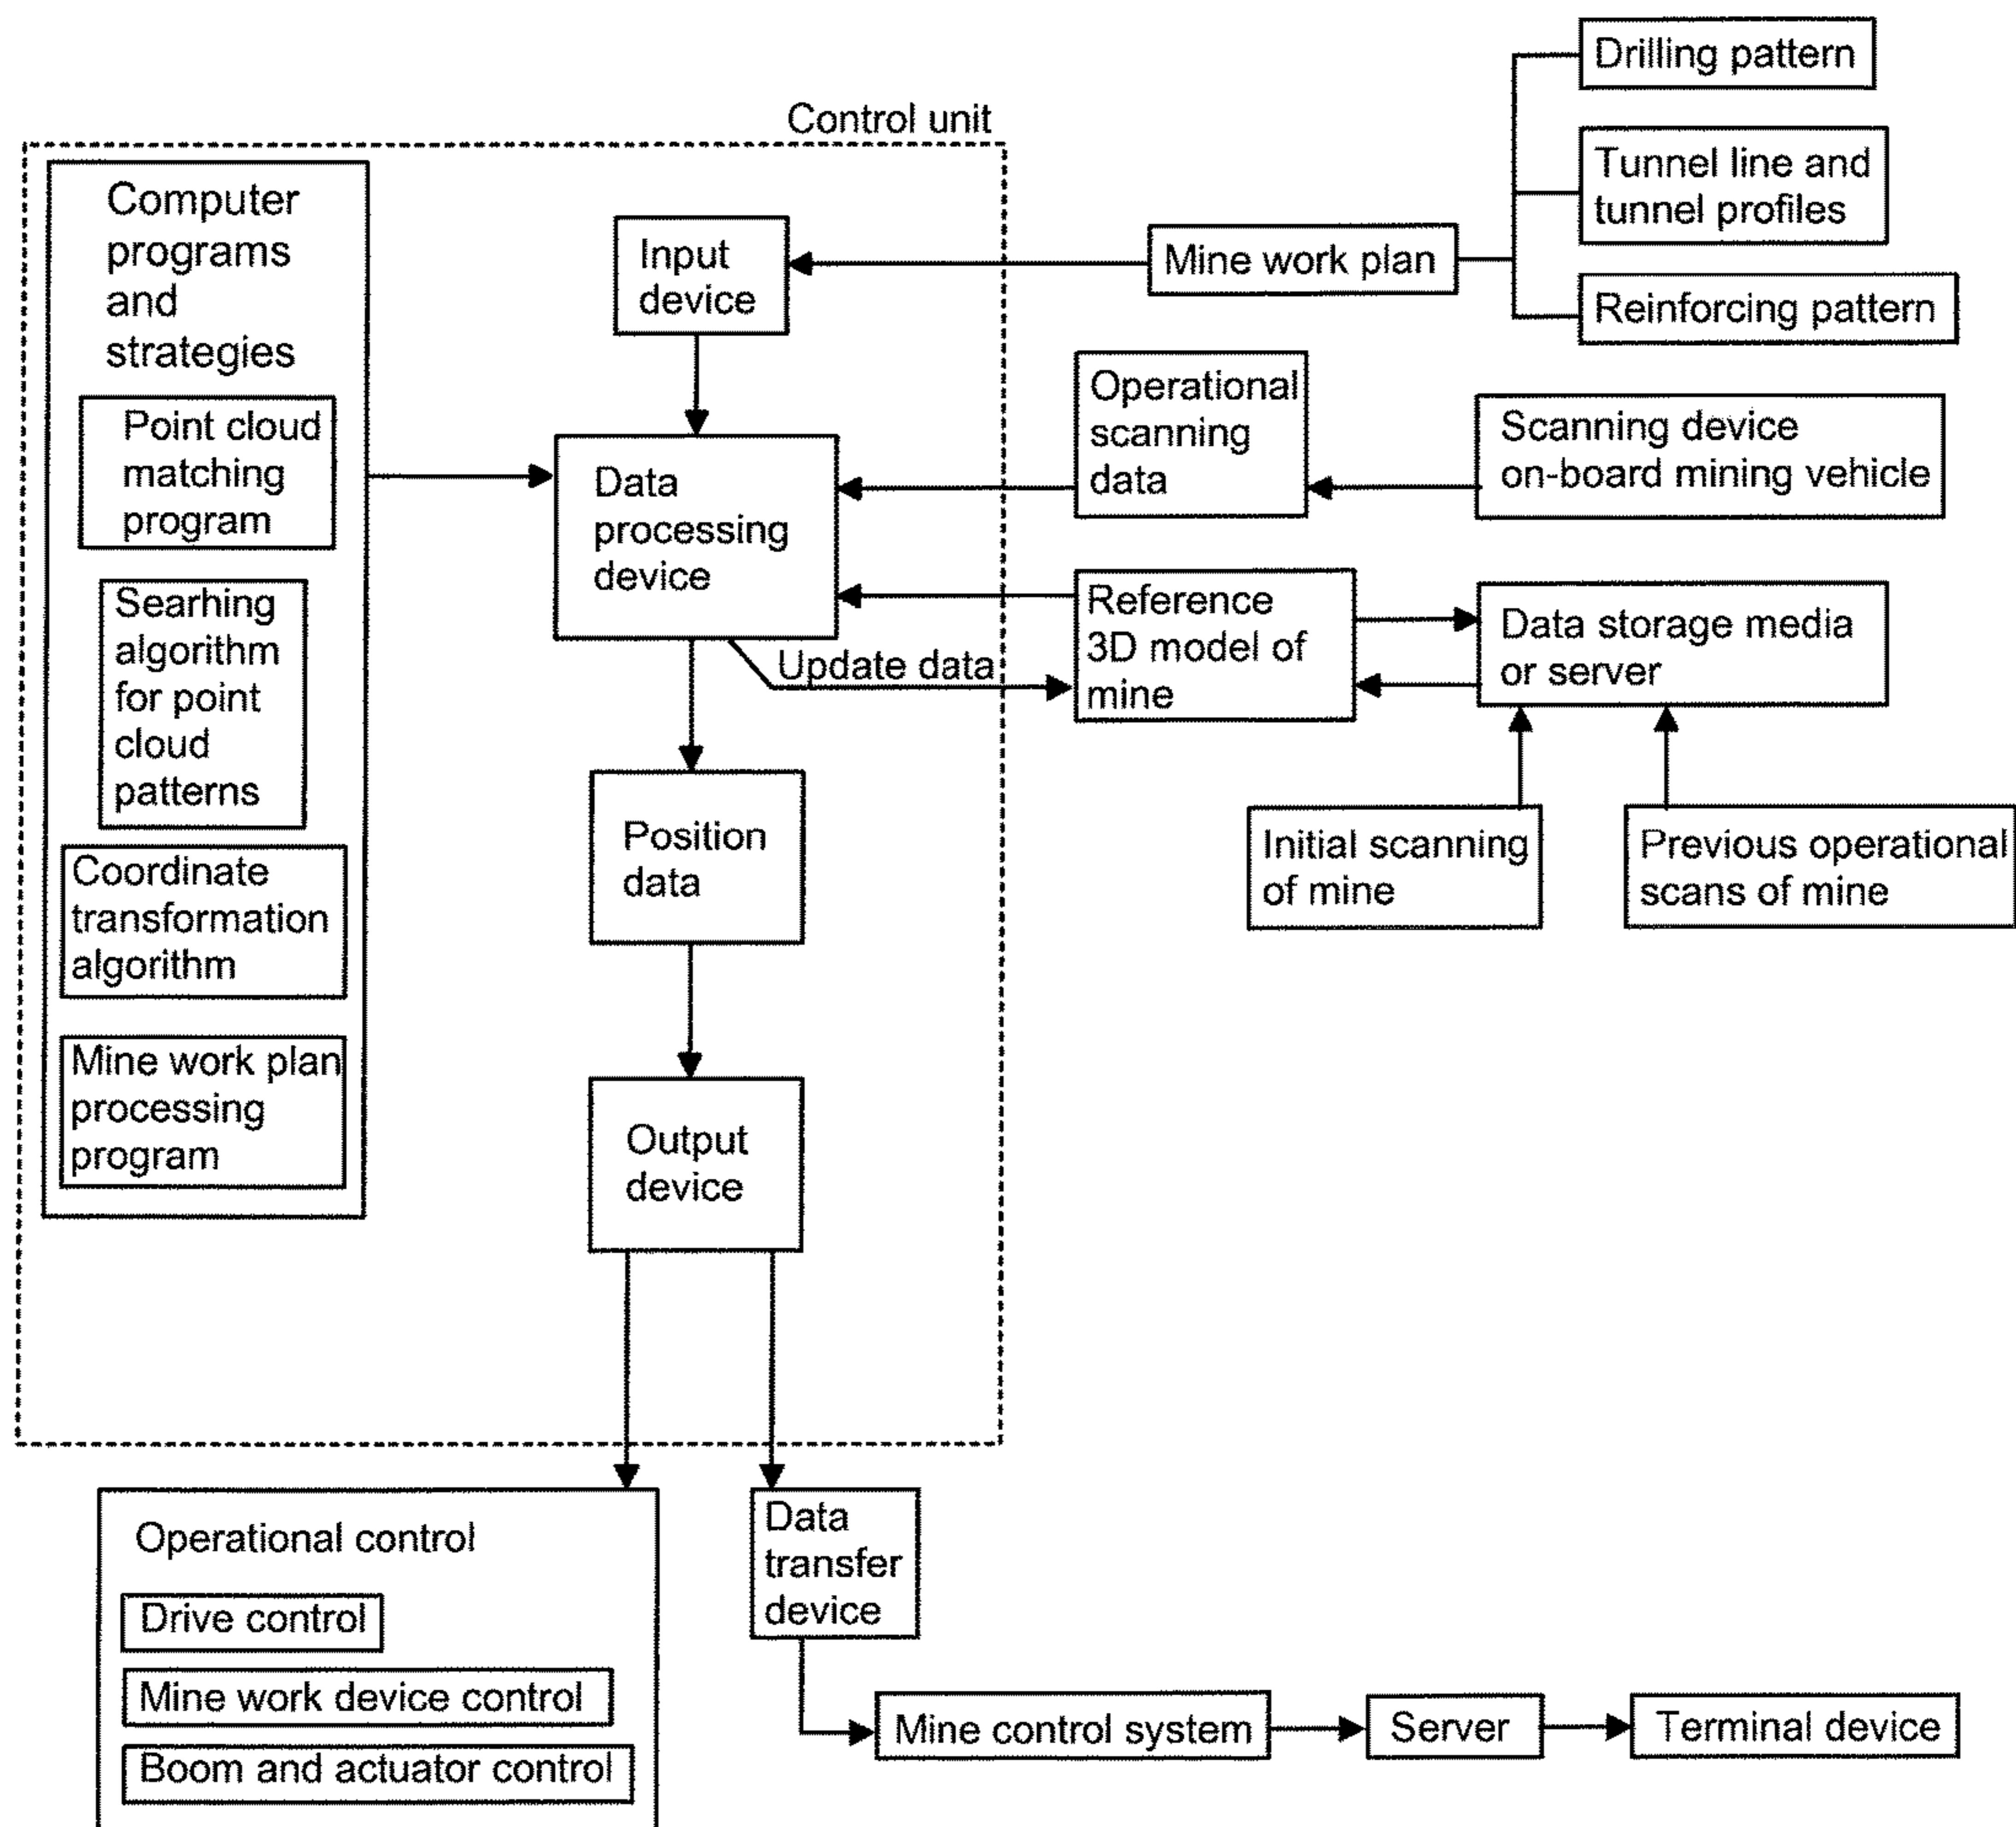 Drilling pattern
Control unit
Tunnel line and
tunnel profiles
Mine work plan
Reinforcing pattern
Computer
programs
and
strategies
Point cloud
matching
program
Searhing
algorithm
for point
cloud
patterns
Coordinate
transformation
algorithm
Mine work plan
processing
program
Input
device
Data
processing
device
Update data
Operational
scanning
data
Scanning device
on-board mining vehicle
Reference
3D model of
mine
Data storage media
or server
Initial scanning
of mine
Previous operational
scans of mine
Position
data
Output
device
Operational control
Drive control
Mine work device control
Boom and actuator control
Data
transfer
device
Mine control system
Server
Terminal device